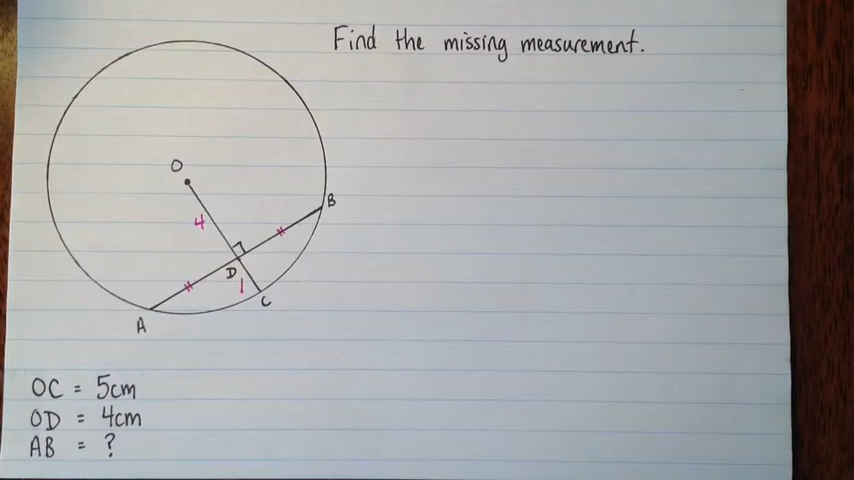 Find the missing measurement.
O
4
B
D
1
C
A
OC = 5cm
OD = 4cm
AB = ?